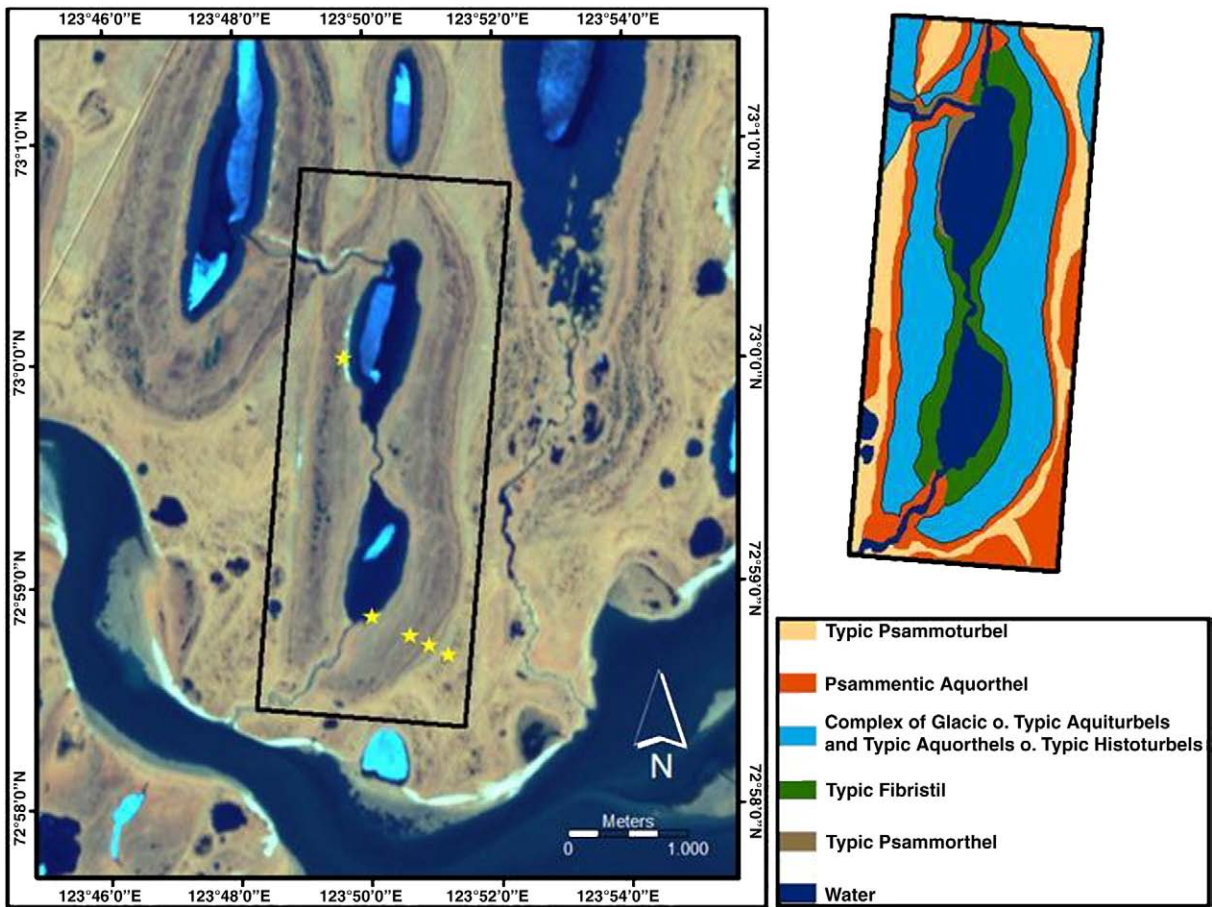 123°46'0"E 123°48'0"E 123°50'0"E 123°52'0"E 123°54'0"E
73°1'0"N
73°1'0"N
73°0'0"N
73°0'0"N
72°59'0"N
72°59'0"N
72°58'0"N
72°58'0"N
N
Meters
0 1.000
123°46'0"E 123°48'0'E 123°50'0"E 123°52'0"E 123°54'0"E
Typic Psammoturbel
Psammentic Aquorthel
Complex of Glacic o. Typic Aquiturbels
and Typic Aquorthels o. Typic Histoturbels
Typic Fibristil
Typic Psammorthel
Water